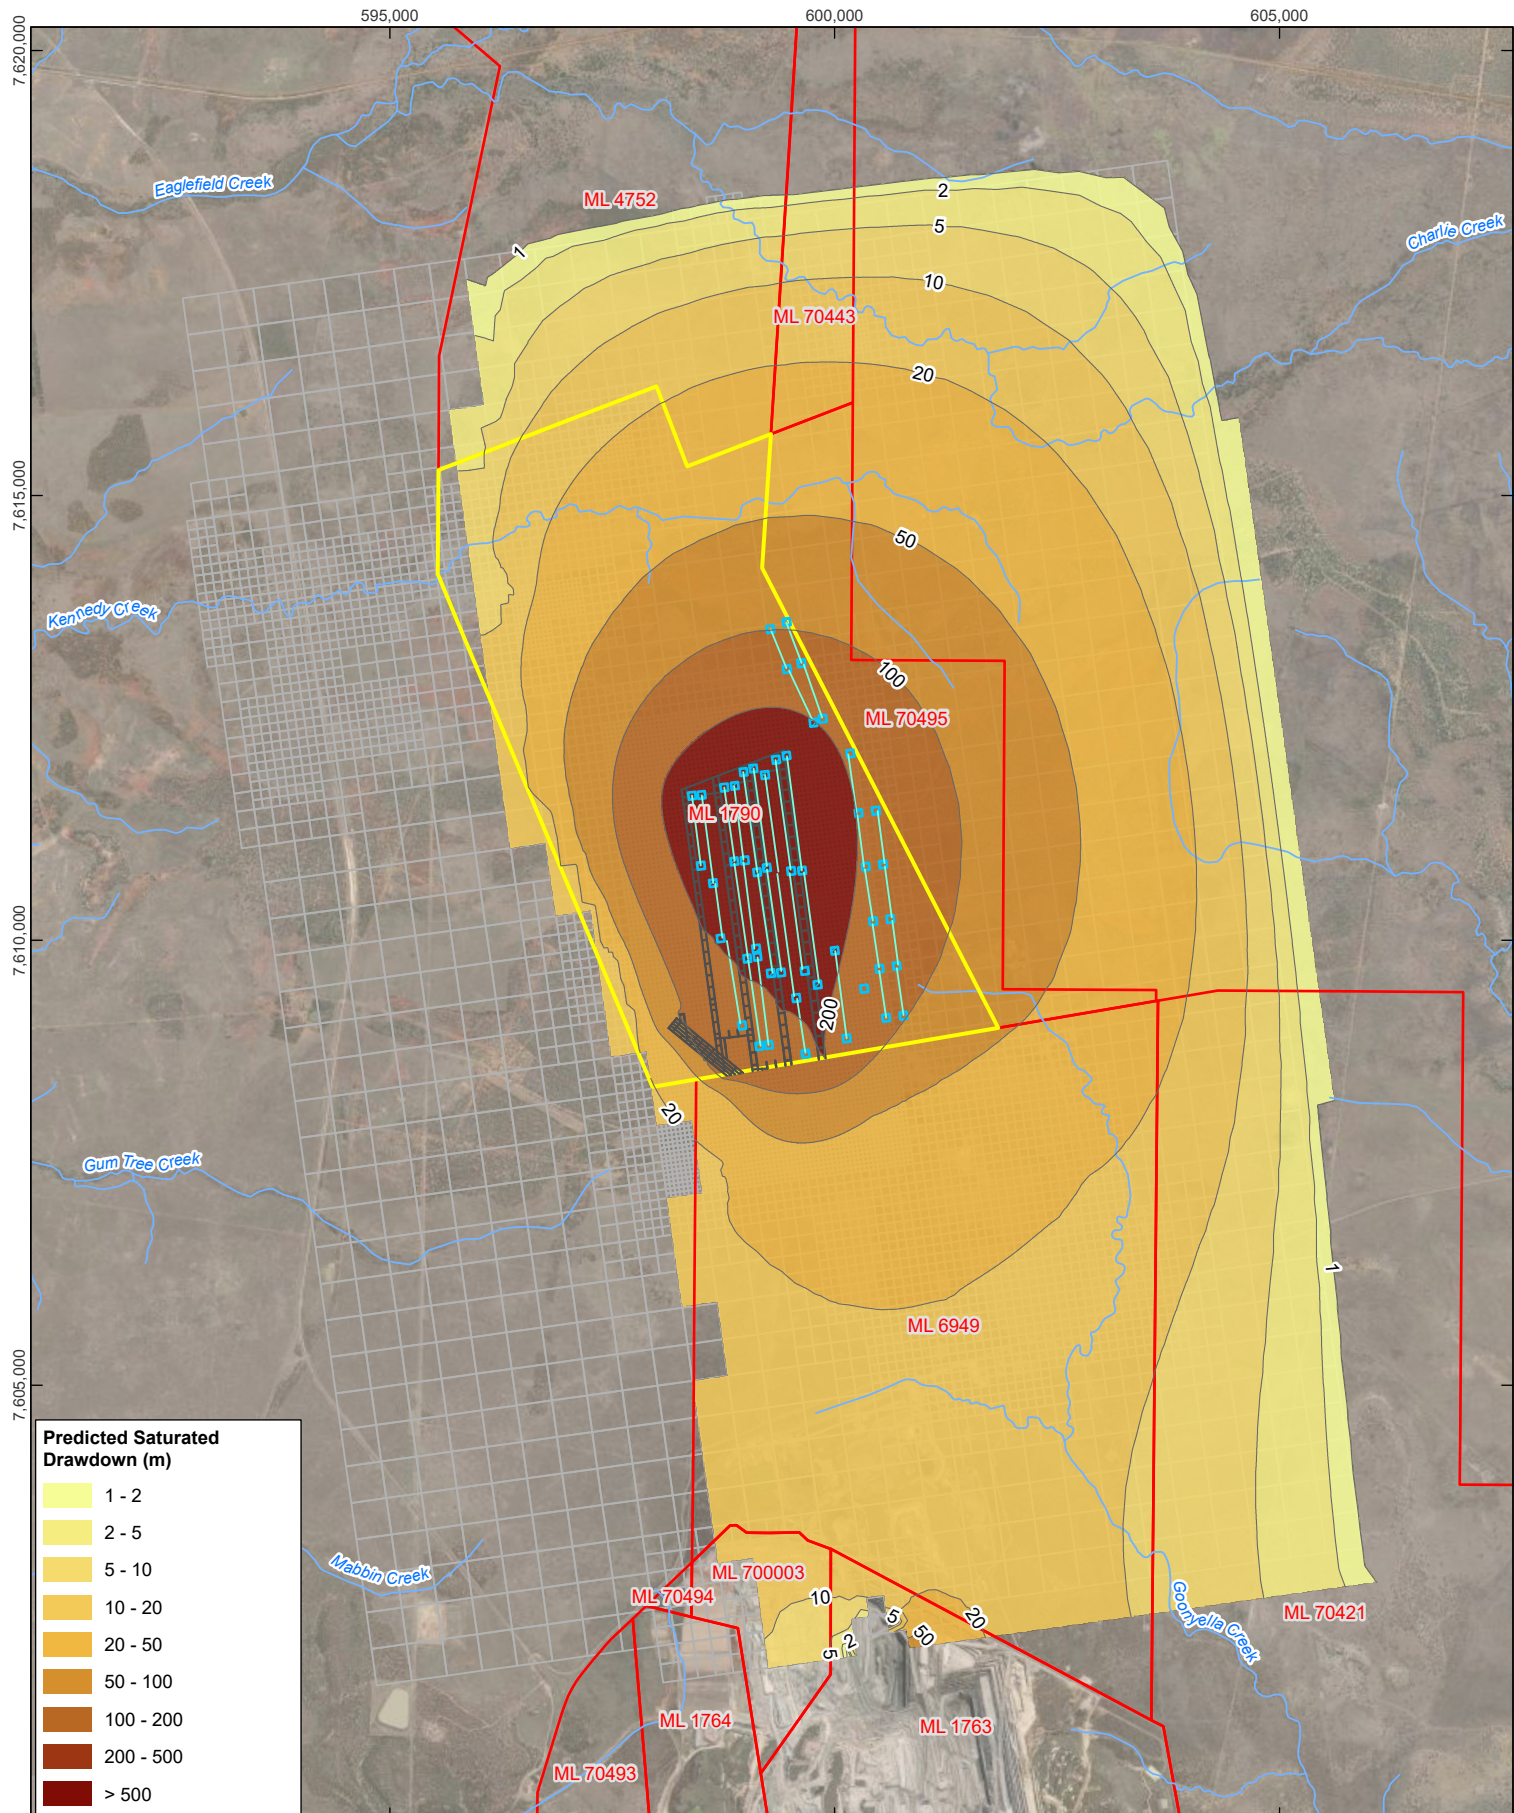 595,000
600,000
605,000
7,620,000
Eaglefield Creek
ML 4752
2
5
Charlie Creek
1
10
ML 70443
20
7,615,000
50
Kennedy Creek
100
ML 70495
ML 1790
7,610,000
200
20
Gum Tree Creek
1
ML 6949
7,605,000
Predicted Saturated
Drawdown (m)
1 - 2
2 - 5
5 - 10
10 - 20
20 - 50
50 - 100
100 - 200
200 - 500
> 500
Mabbin Creek
ML 700003
ML 70494
10
5
20
Goonyella Creek
ML 70421
50
2
5
ML 1764
ML 1763
ML 70493